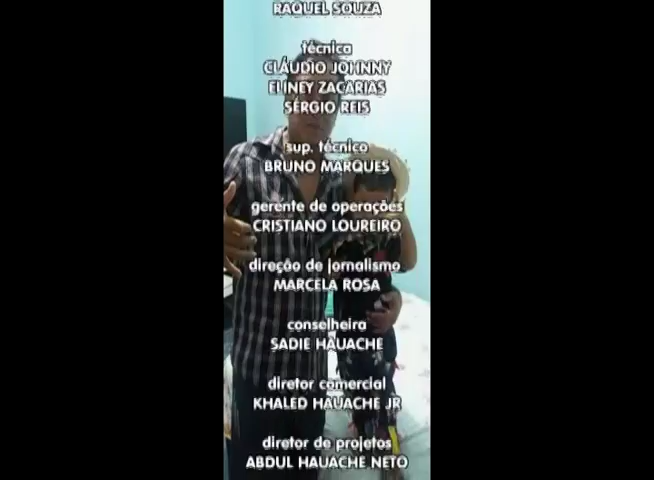 RAQUEL SOUZA
técnica
CLÁUDIO JOHNNY
ELINEY ZACARIAS
SÉRGIO REIS
sup. técnico
BRUNO MARQUES
gerente de operações
CRISTIANO LOUREIRO
direção de jornalismo
MARCELA ROSA
conselheira
SADIE HAUACHE
diretor comercial
KHALED HAUACHE JR
diretor de projetos
ABDUL HAUACHE NETO